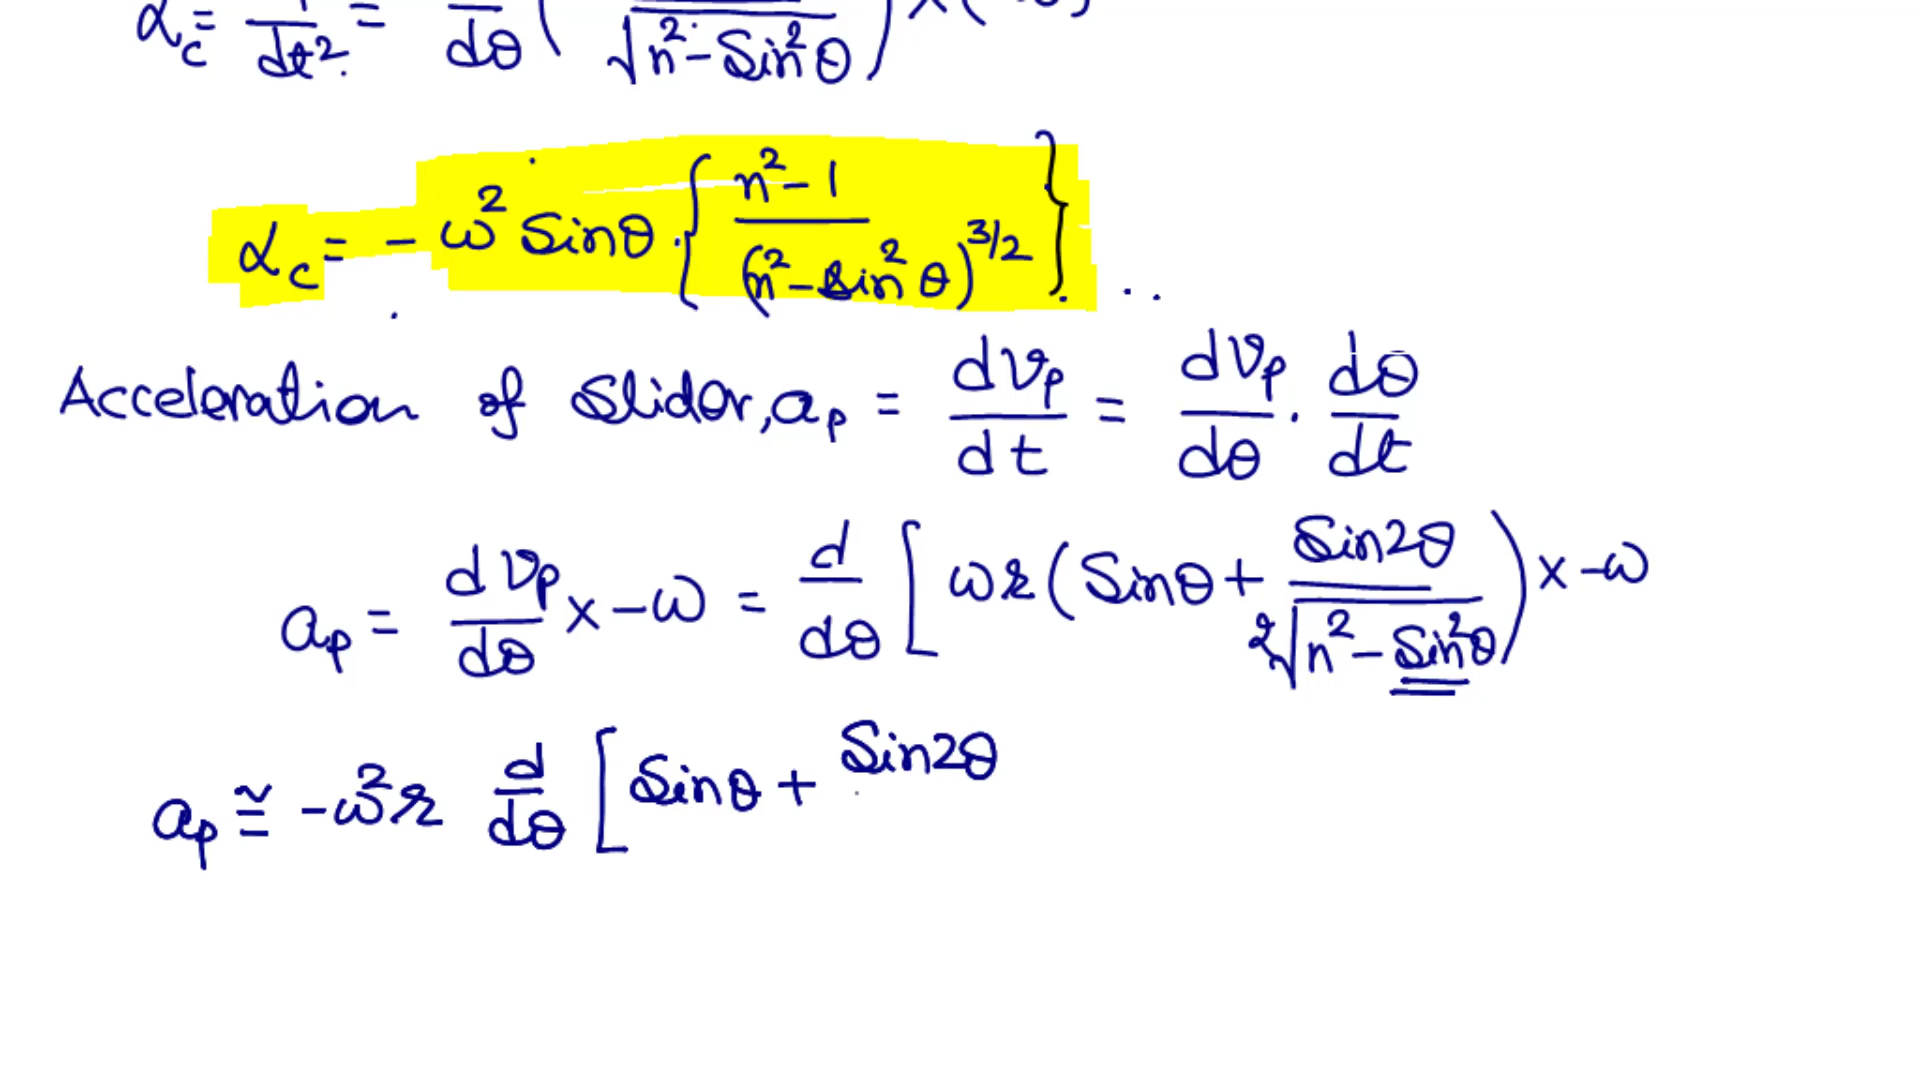 α_c = 1/dt² = /dθ ( /√(n²-Sin²θ) ) × (
α_c = - ω² Sinθ . { n²-1 / (n²-Sin²θ)^3/2 } . . .
Acceleration of Slider, a_p = dV_p/dt = dV_p/dθ . dθ/dt
a_p = dV_p/dθ × -ω = d/dθ [ ωr ( Sinθ + Sin2θ / 2√(n²-Sin²θ) ) × -ω
a_p ≅ -ω²r d/dθ [ Sinθ + Sin2θ